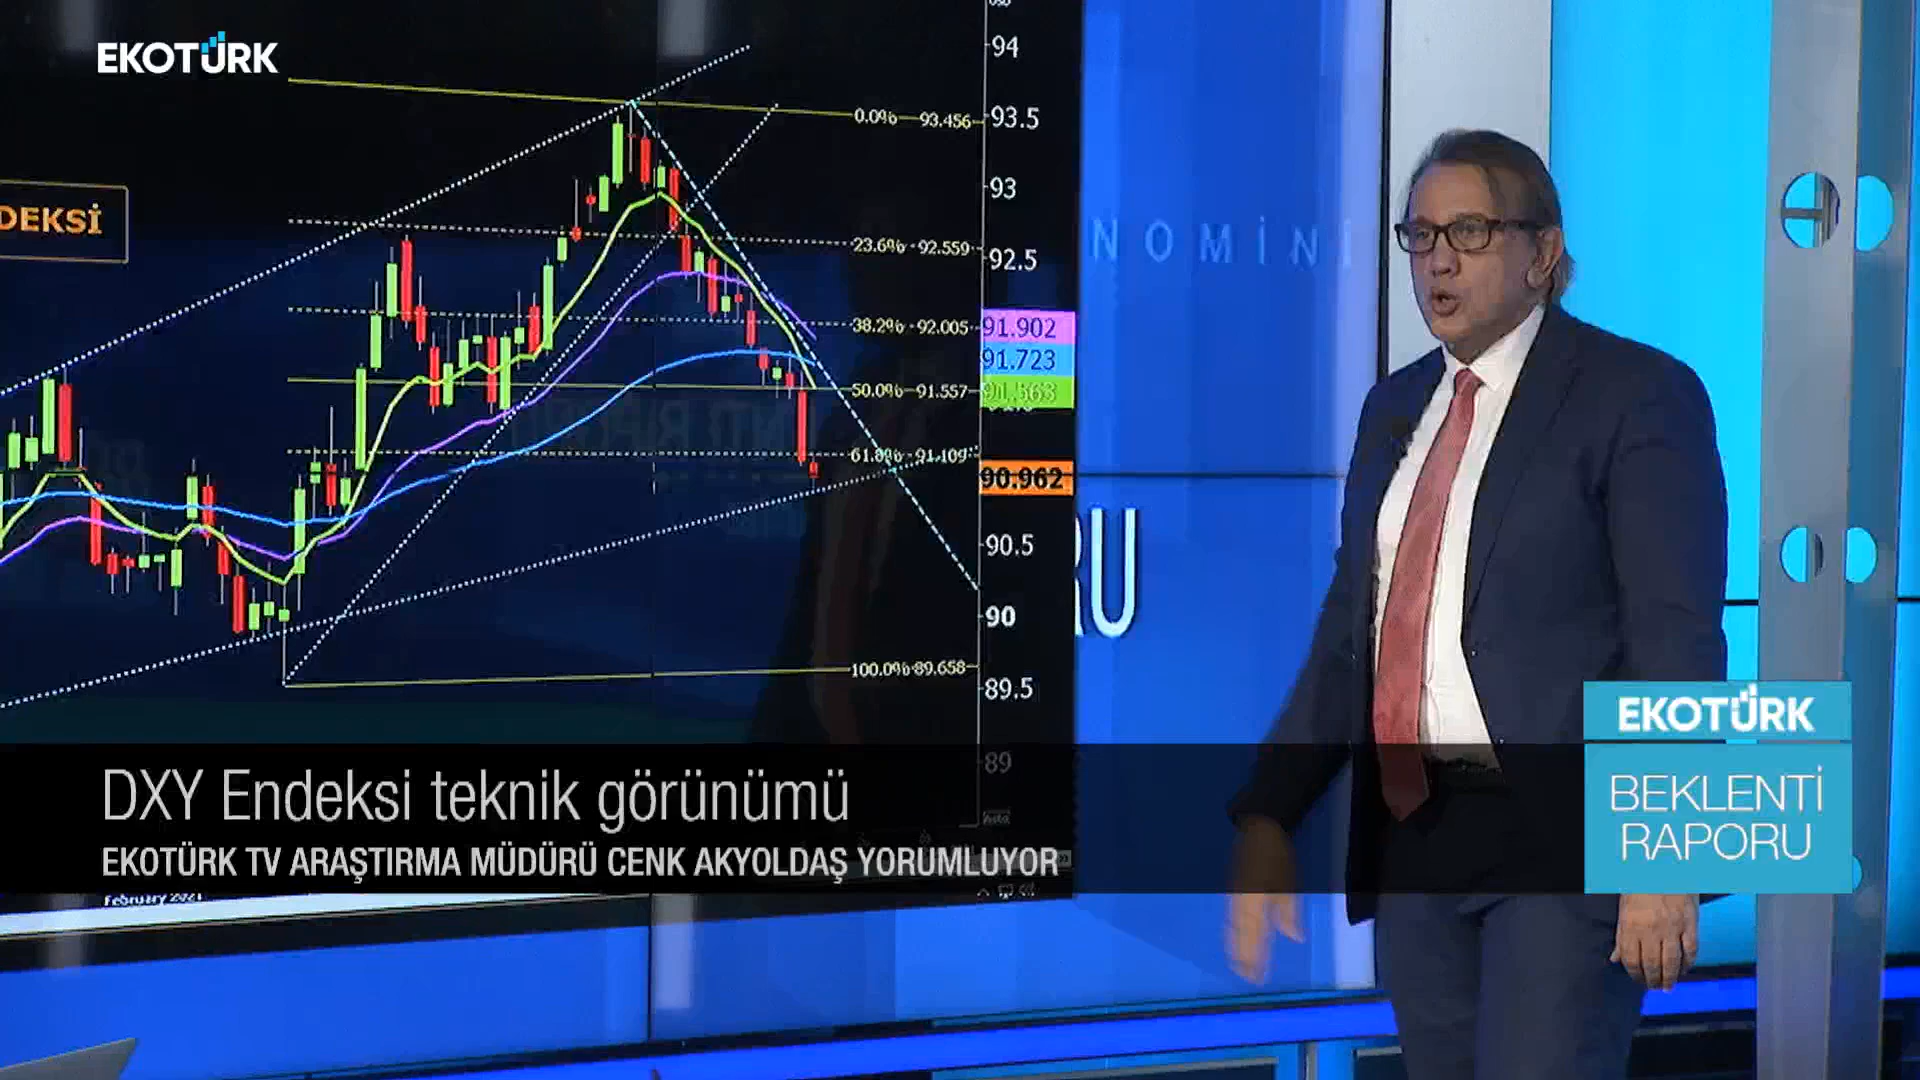 EKOTÜRK
94
0.0% 93.456
93.5
93
DEKSİ
NOMİNİ
23.6% 92.559
92.5
38.2% 92.005
91.902
91.723
50.0% 91.557
91.563
61.8% 91.109
90.962
90.5
RU
90
100.0% 89.658
89.5
89
EKOTÜRK
BEKLENTİ
RAPORU
DXY Endeksi teknik görünümü
EKOTÜRK TV ARAŞTIRMA MÜDÜRÜ CENK AKYOLDAŞ YORUMLUYOR
February 2021